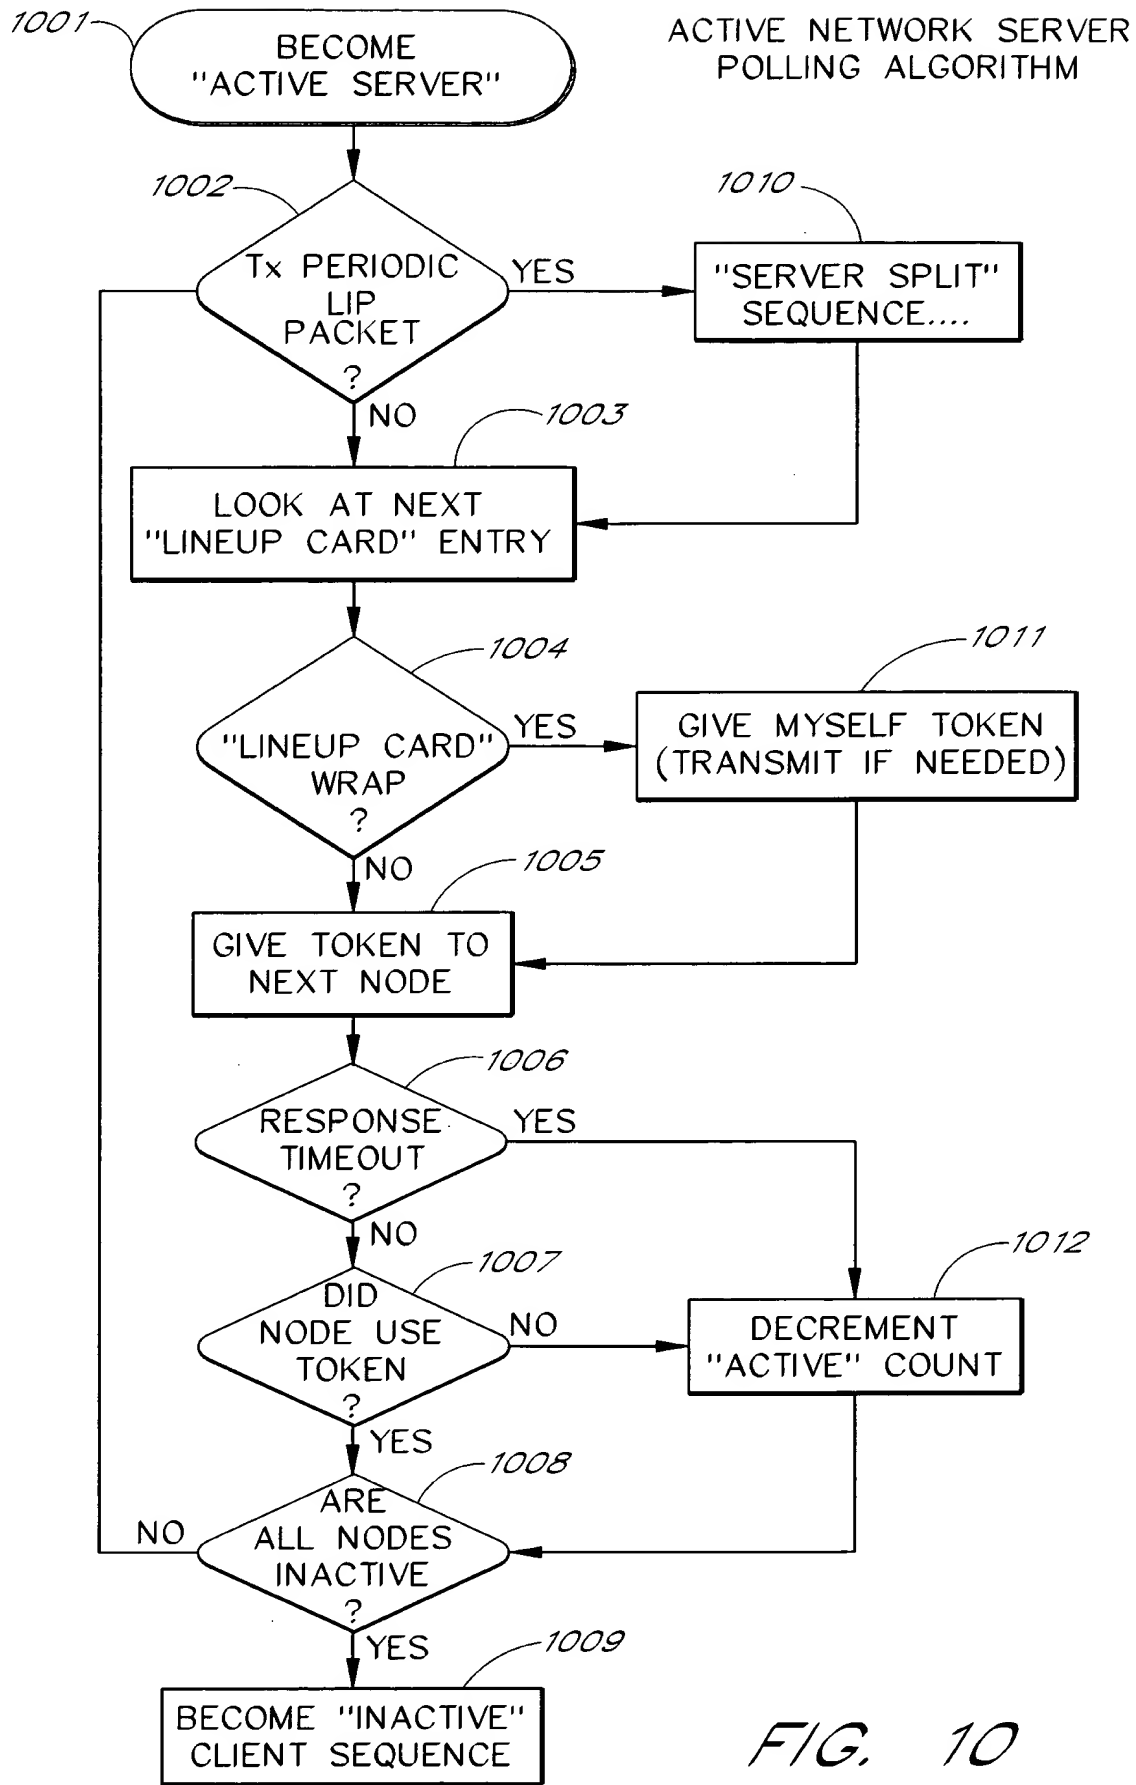 1001
BECOME
"ACTIVE SERVER"
ACTIVE NETWORK SERVER
POLLING ALGORITHM
1002
Tx PERIODIC
LIP
PACKET
?
YES
NO
1010
"SERVER SPLIT"
SEQUENCE....
1003
LOOK AT NEXT
"LINEUP CARD" ENTRY
1004
"LINEUP CARD"
WRAP
?
YES
NO
1011
GIVE MYSELF TOKEN
(TRANSMIT IF NEEDED)
1005
GIVE TOKEN TO
NEXT NODE
1006
RESPONSE
TIMEOUT
?
YES
NO
1007
DID
NODE USE
TOKEN
?
NO
YES
1012
DECREMENT
"ACTIVE" COUNT
1008
ARE
ALL NODES
INACTIVE
?
NO
YES
1009
BECOME "INACTIVE"
CLIENT SEQUENCE
FIG. 10